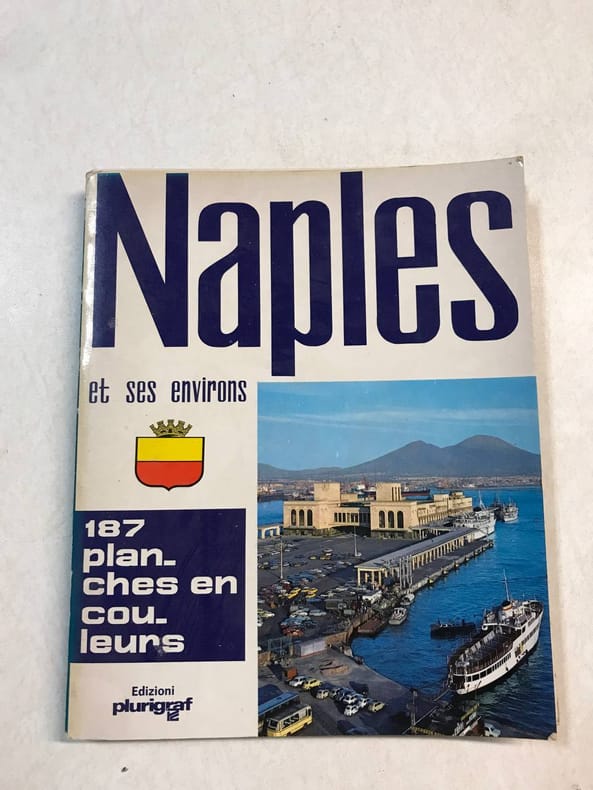 Naples
et ses environs
187
plan-
ches en
cou-
leurs
Edizioni
plurigraf